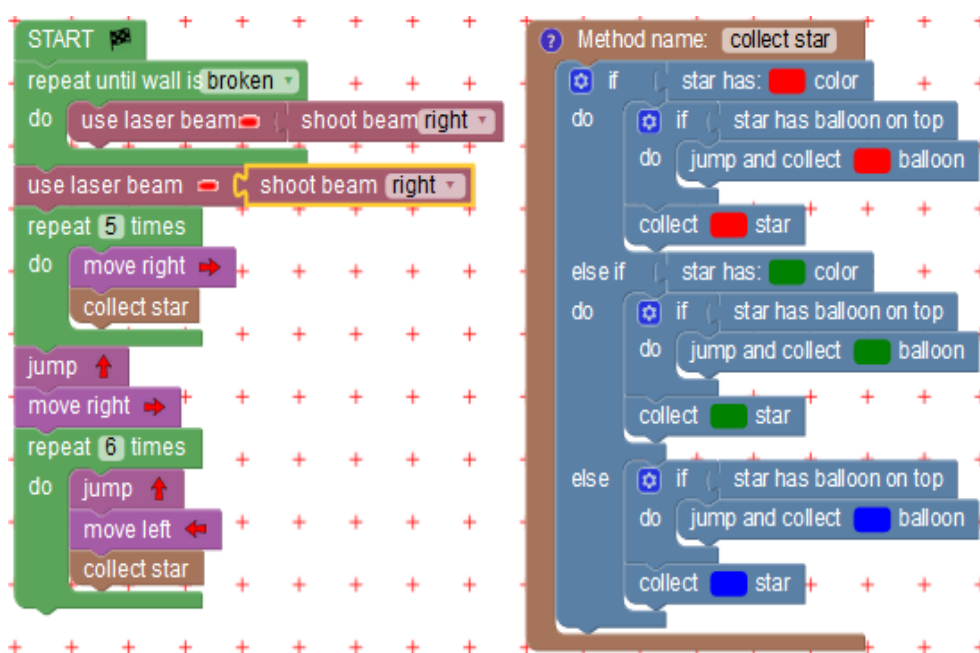 START
repeat until wall is broken
do use laser beam shoot beam right
use laser beam shoot beam right
repeat 5 times
do move right
collect star
jump
move right
repeat 6 times
do jump
move left
collect star
? Method name: collect star
if star has: color
do if star has balloon on top
do jump and collect balloon
collect star
else if star has: color
do if star has balloon on top
do jump and collect balloon
collect star
else if star has balloon on top
do jump and collect balloon
collect star